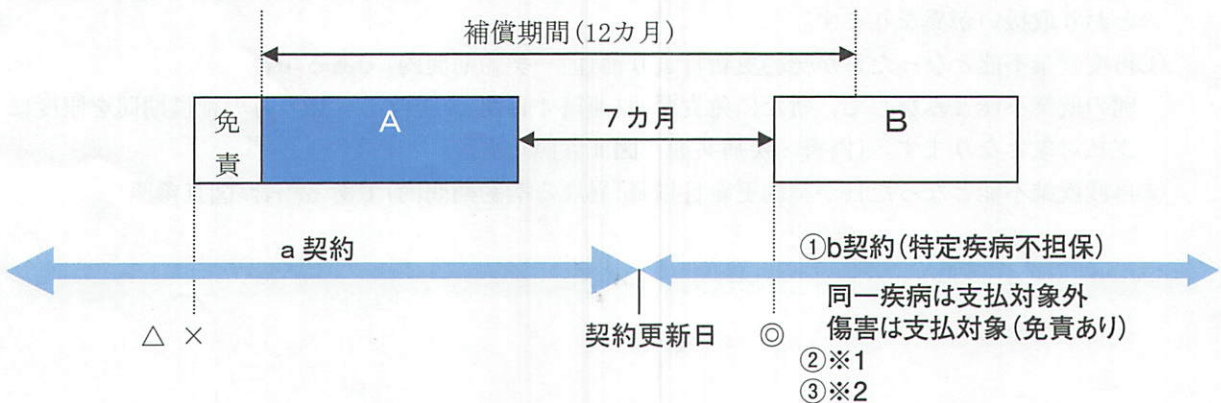 補償期間(12カ月)
免責
A
7カ月
B
a 契約
①b契約(特定疾病不担保)
同一疾病は支払対象外
傷害は支払対象(免責あり)
②※1
③※2
△ ×
契約更新日
◎